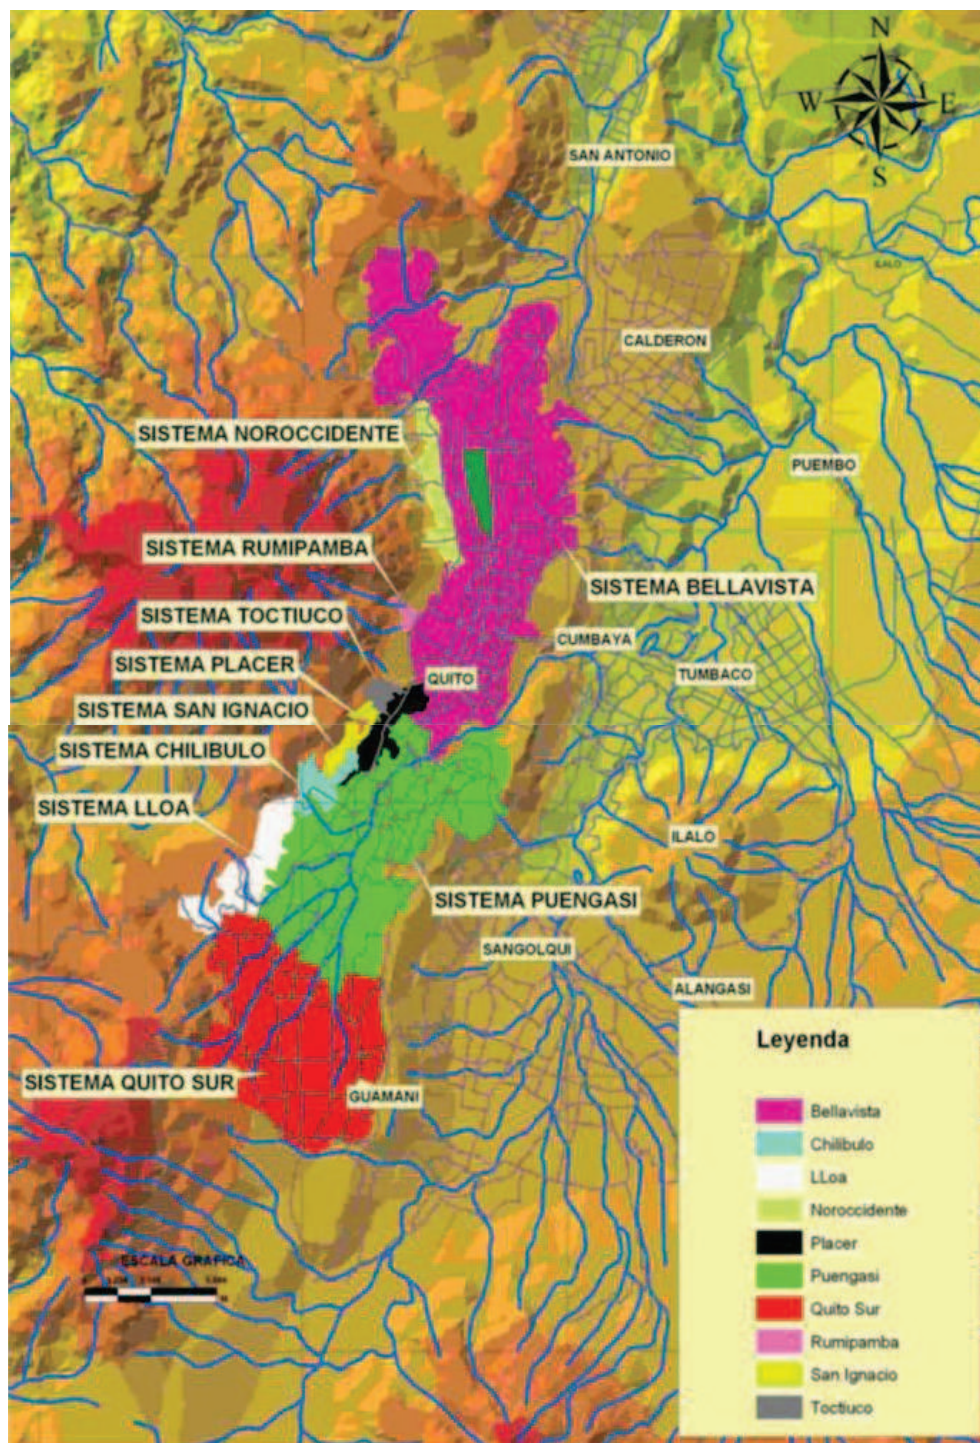 N
W E
S
SAN ANTONIO
ILALO
CALDERON
SISTEMA NOROCCIDENTE
PUEMBO
SISTEMA RUMIPAMBA
SISTEMA BELLAVISTA
SISTEMA TOCTIUCO
CUMBAYA
SISTEMA PLACER
QUITO
TUMBACO
SISTEMA SAN IGNACIO
SISTEMA CHILIBULO
SISTEMA LLOA
ILALO
SISTEMA PUENGASI
SANGOLQUI
ALANGASI
SISTEMA QUITO SUR
GUAMANI
Leyenda
Bellavista
Chilibulo
LLoa
Noroccidente
Placer
Puengasi
Quito Sur
Rumipamba
San Ignacio
Toctiuco
ESCALA GRAFICA